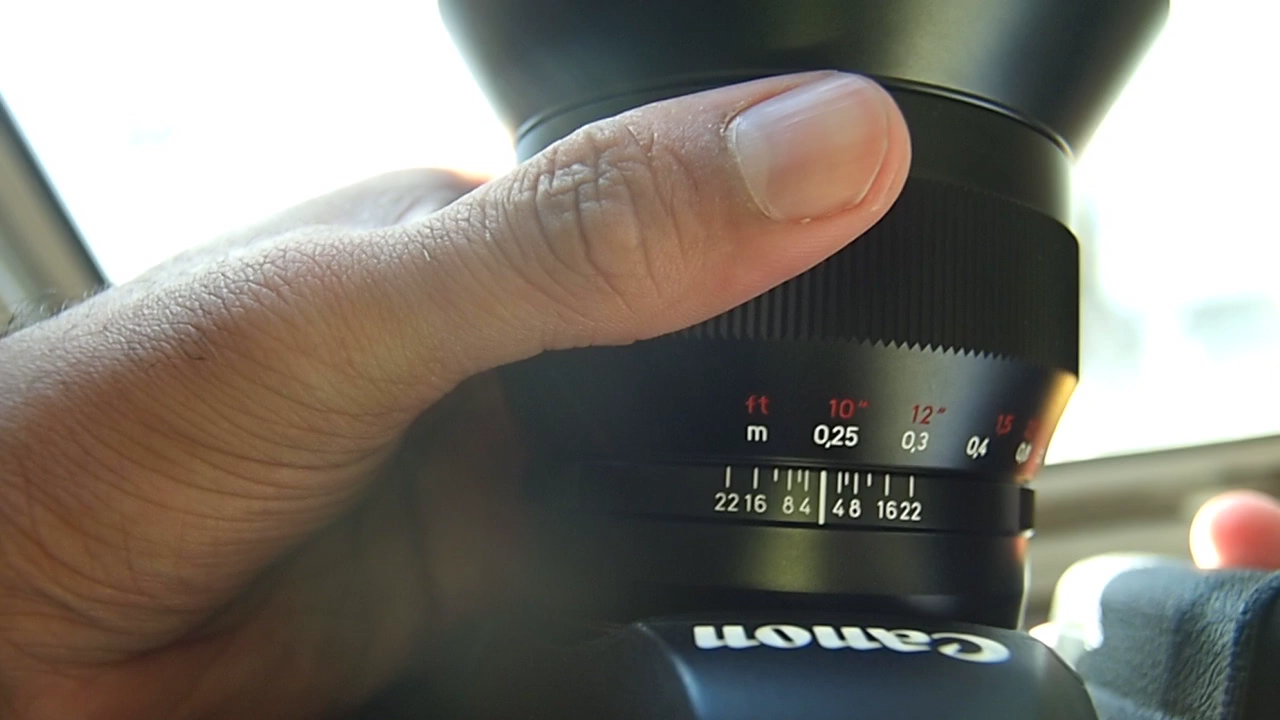 ft 10" 12" 1,5
m 0,25 0,3 0,4
22 16 8 4 4 8 16 22
Canon